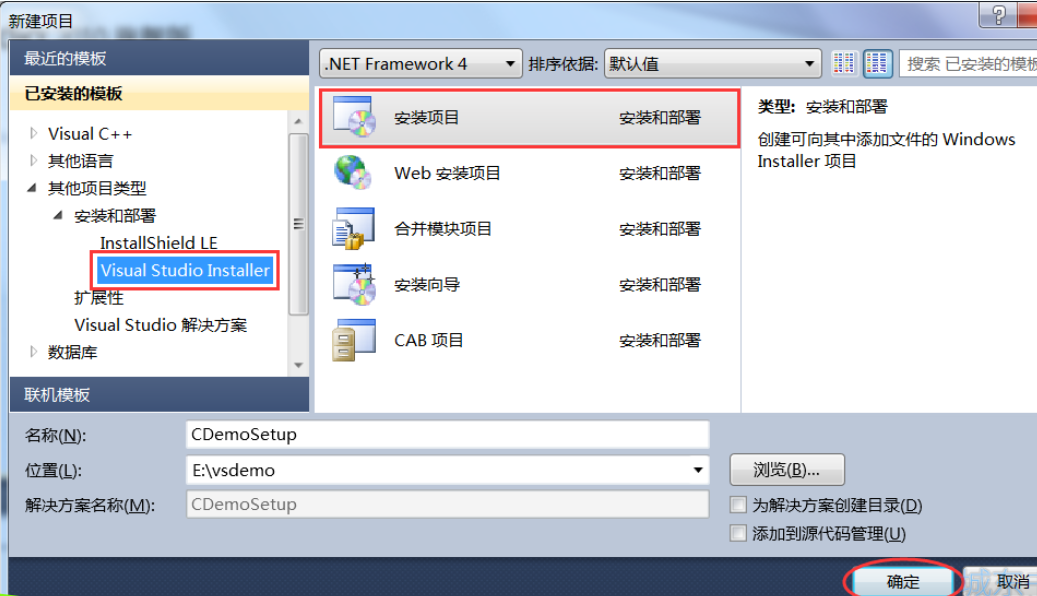 新建项目
最近的模板
已安装的模板
Visual C++
其他语言
其他项目类型
安装和部署
InstallShield LE
Visual Studio Installer
扩展性
Visual Studio 解决方案
数据库
联机模板
.NET Framework 4 排序依据: 默认值 搜索 已安装的模板
安装项目 安装和部署
Web 安装项目 安装和部署
合并模块项目 安装和部署
安装向导 安装和部署
CAB 项目 安装和部署
类型: 安装和部署
创建可向其中添加文件的 Windows
Installer 项目
名称(N): CDemoSetup
位置(L): E:\vsdemo 浏览(B)...
解决方案名称(M): CDemoSetup 为解决方案创建目录(D)
添加到源代码管理(U)
确定 取消